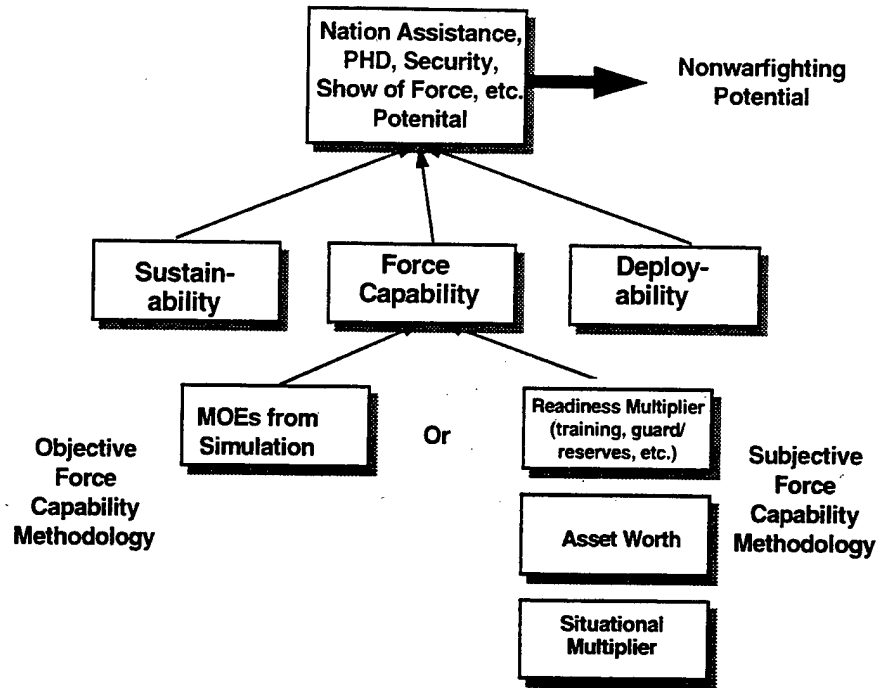 Nation Assistance,
PHD, Security,
Show of Force, etc.
Potenital
Nonwarfighting
Potential
Sustain-
ability
Force
Capability
Deploy-
ability
Objective
Force
Capability
Methodology
MOEs from
Simulation
Or
Readiness Multiplier
(training, guard/
reserves, etc.)
Asset Worth
Situational
Multiplier
Subjective
Force
Capability
Methodology